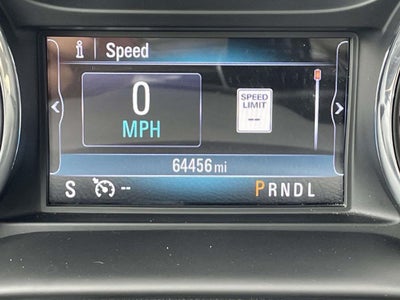 i Speed
0
MPH
SPEED
LIMIT
--
64456 mi
S -- PRNDL